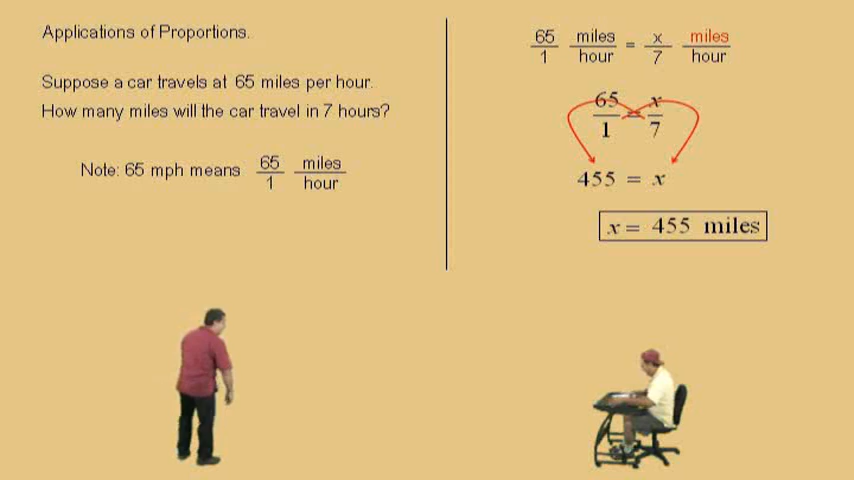 Applications of Proportions.
Suppose a car travels at 65 miles per hour.
How many miles will the car travel in 7 hours?
Note: 65 mph means 65/1 miles/hour
65/1 miles/hour = x/7 miles/hour
65/1 = x/7
455 = x
x = 455 miles